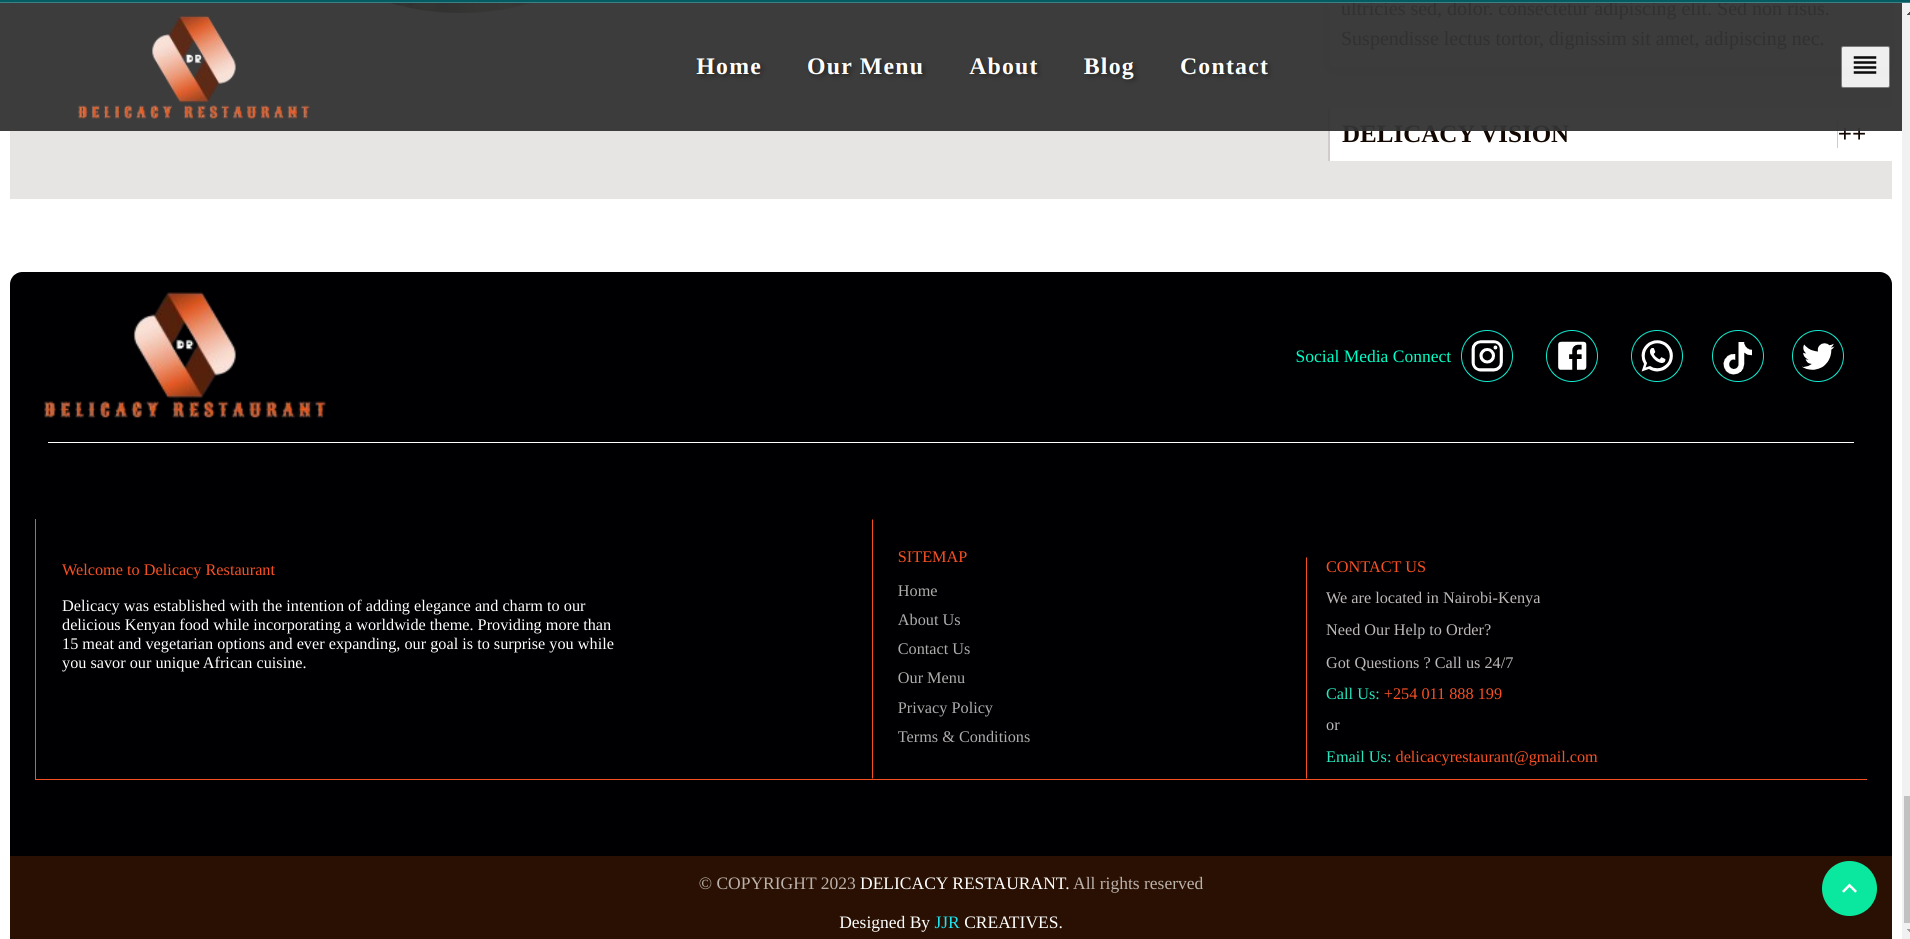 ultricies sed, dolor. consectetur adipiscing elit. Sed non risus.
Suspendisse lectus tortor, dignissim sit amet, adipiscing nec.
DR
DELICACY RESTAURANT
Home
Our Menu
About
Blog
Contact
DELICACY VISION
++
DR
DELICACY RESTAURANT
Social Media Connect
Welcome to Delicacy Restaurant
Delicacy was established with the intention of adding elegance and charm to our
delicious Kenyan food while incorporating a worldwide theme. Providing more than
15 meat and vegetarian options and ever expanding, our goal is to surprise you while
you savor our unique African cuisine.
SITEMAP
Home
About Us
Contact Us
Our Menu
Privacy Policy
Terms & Conditions
CONTACT US
We are located in Nairobi-Kenya
Need Our Help to Order?
Got Questions ? Call us 24/7
Call Us: +254 011 888 199
or
Email Us: delicacyrestaurant@gmail.com
© COPYRIGHT 2023 DELICACY RESTAURANT. All rights reserved
Designed By JJR CREATIVES.